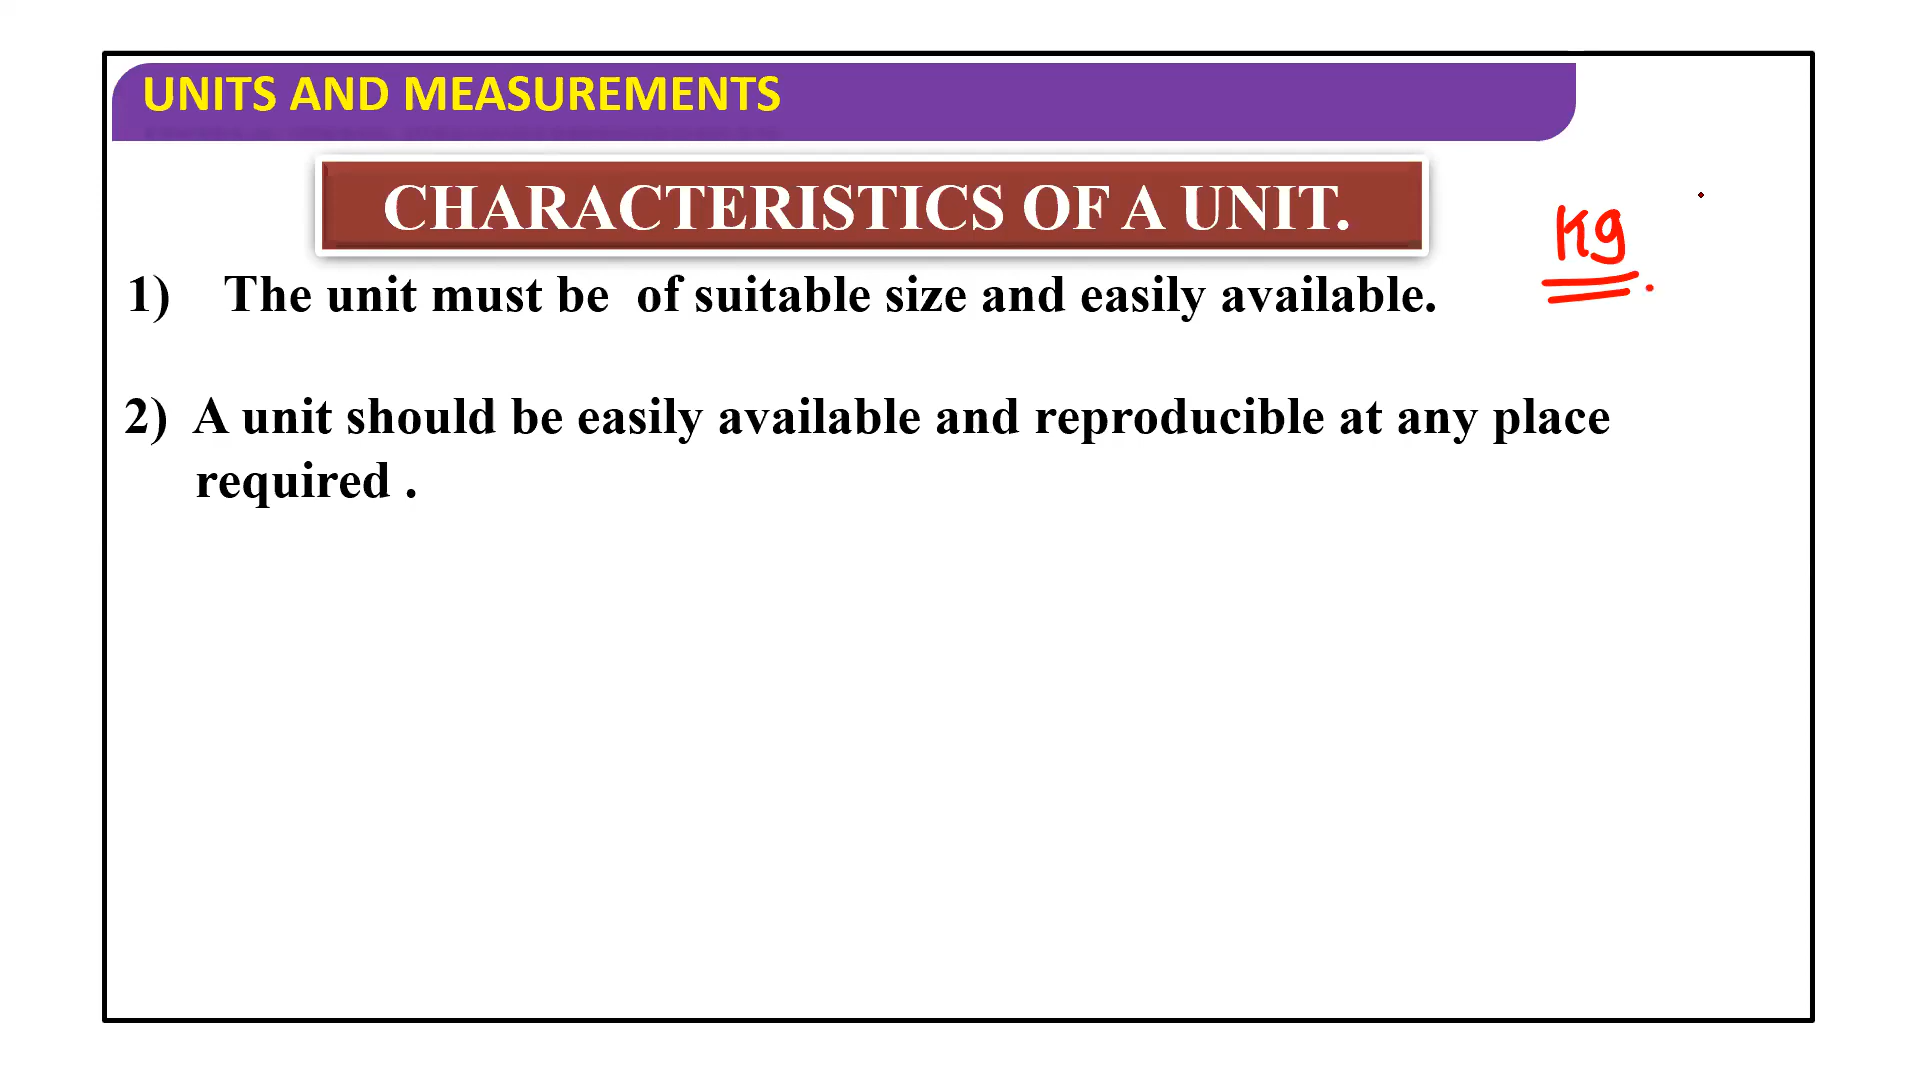 UNITS AND MEASUREMENTS
CHARACTERISTICS OF A UNIT.
Kg
1) The unit must be of suitable size and easily available.
2) A unit should be easily available and reproducible at any place
required .